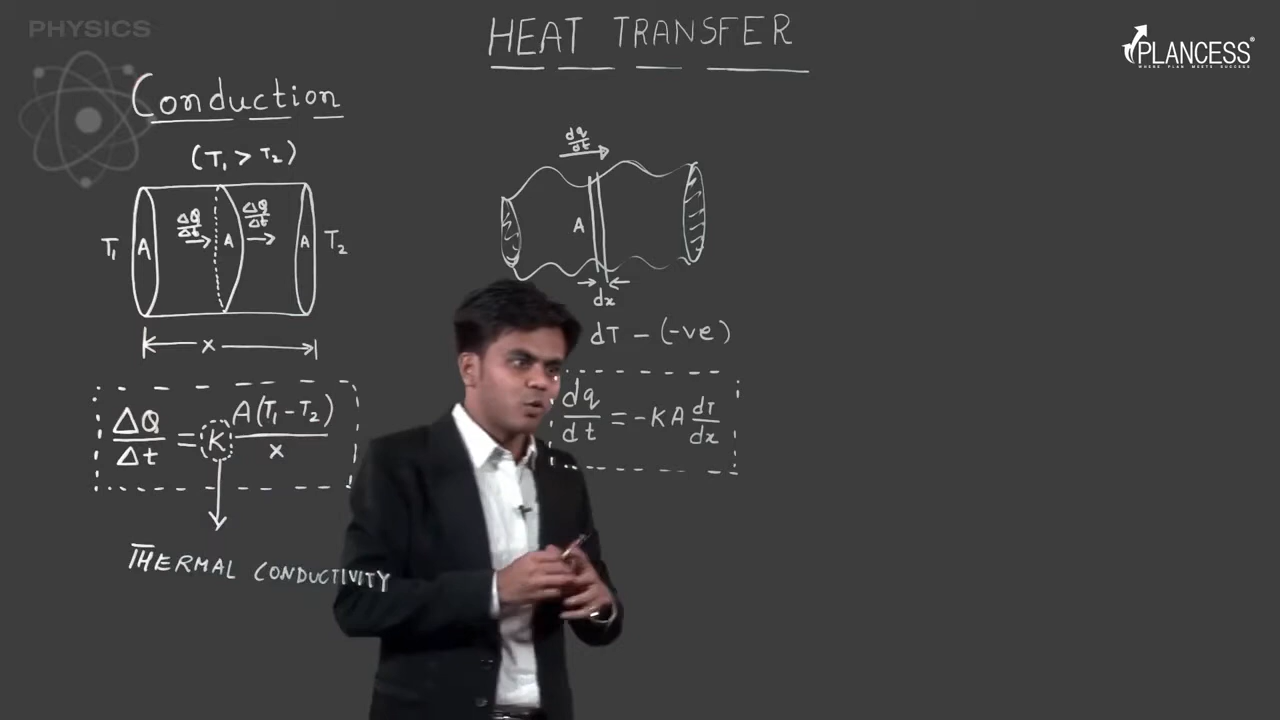 PHYSICS
HEAT TRANSFER
PLANCESS®
WHERE PLAN MEETS SUCCESS
Conduction
(T₁ > T₂)
T₁ A ΔQ/Δt A ΔQ/Δt A T₂
x
ΔQ/Δt = K A(T₁-T₂)/x
THERMAL CONDUCTIVITY
dq/dt
A
dx
dT - (-ve)
dq/dt = -KA dT/dx